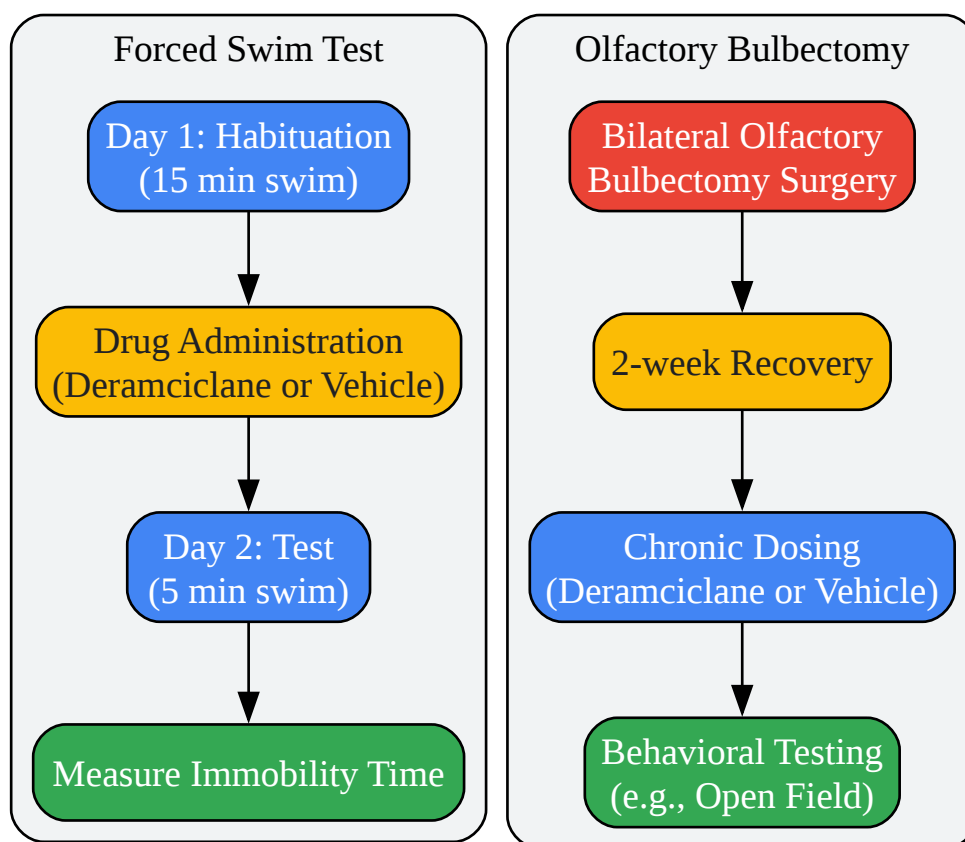 Forced Swim Test
Day 1: Habituation
(15 min swim)
Drug Administration
(Deramciclane or Vehicle)
Day 2: Test
(5 min swim)
Measure Immobility Time
Olfactory Bulbectomy
Bilateral Olfactory
Bulbectomy Surgery
2-week Recovery
Chronic Dosing
(Deramciclane or Vehicle)
Behavioral Testing
(e.g., Open Field)